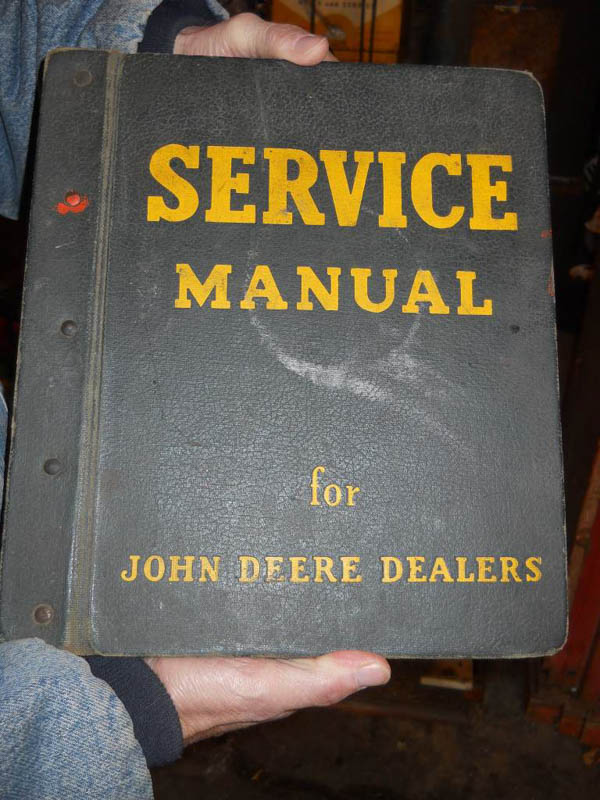 SERVICE
MANUAL
for
JOHN DEERE DEALERS